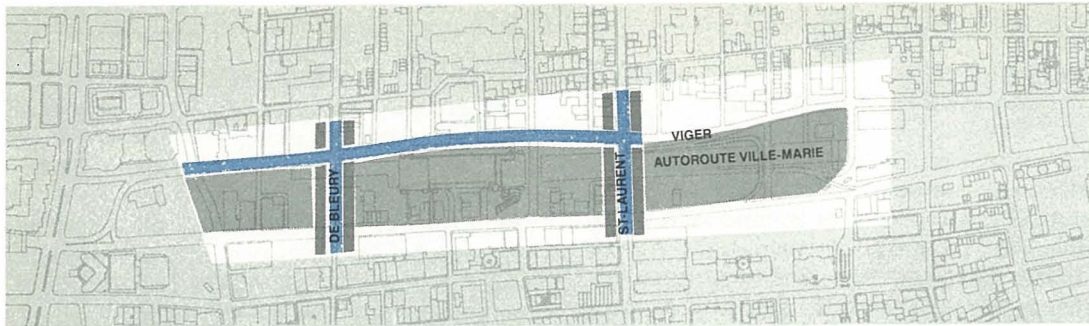 VIGER
AUTOROUTE VILLE-MARIE
DE BLEURY
ST-LAURENT